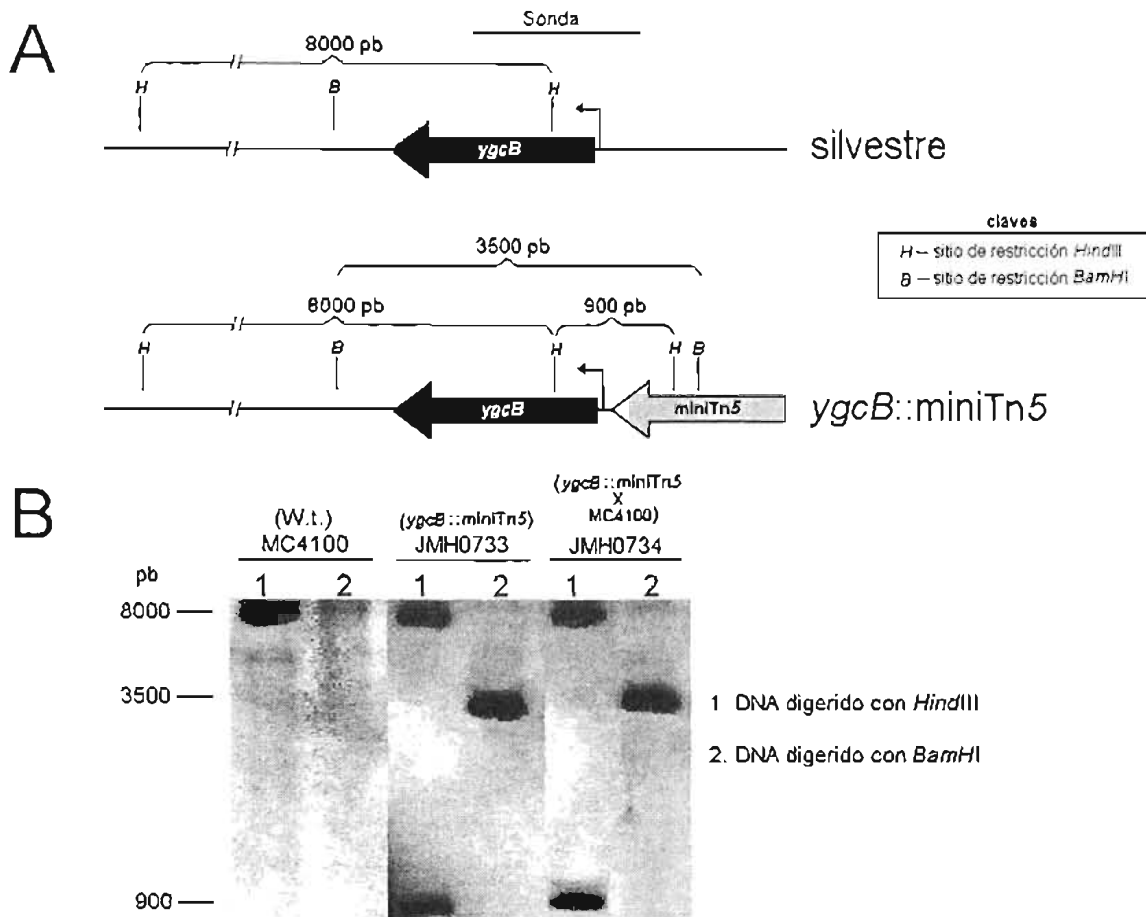 A
Sonda
8000 pb
H B H
ygcB
silvestre
claves
H – sitio de restricción HindIII
B – sitio de restricción BamHI
3500 pb
8000 pb 900 pb
H B H H B
ygcB miniTn5
ygcB::miniTn5
B
(W.t.)
MC4100
(ygcB::miniTn5)
JMH0733
(ygcB::miniTn5
X
MC4100)
JMH0734
pb 1 2 1 2 1 2
8000
3500
900
1 DNA digerido con HindIII
2. DNA digerido con BamHI